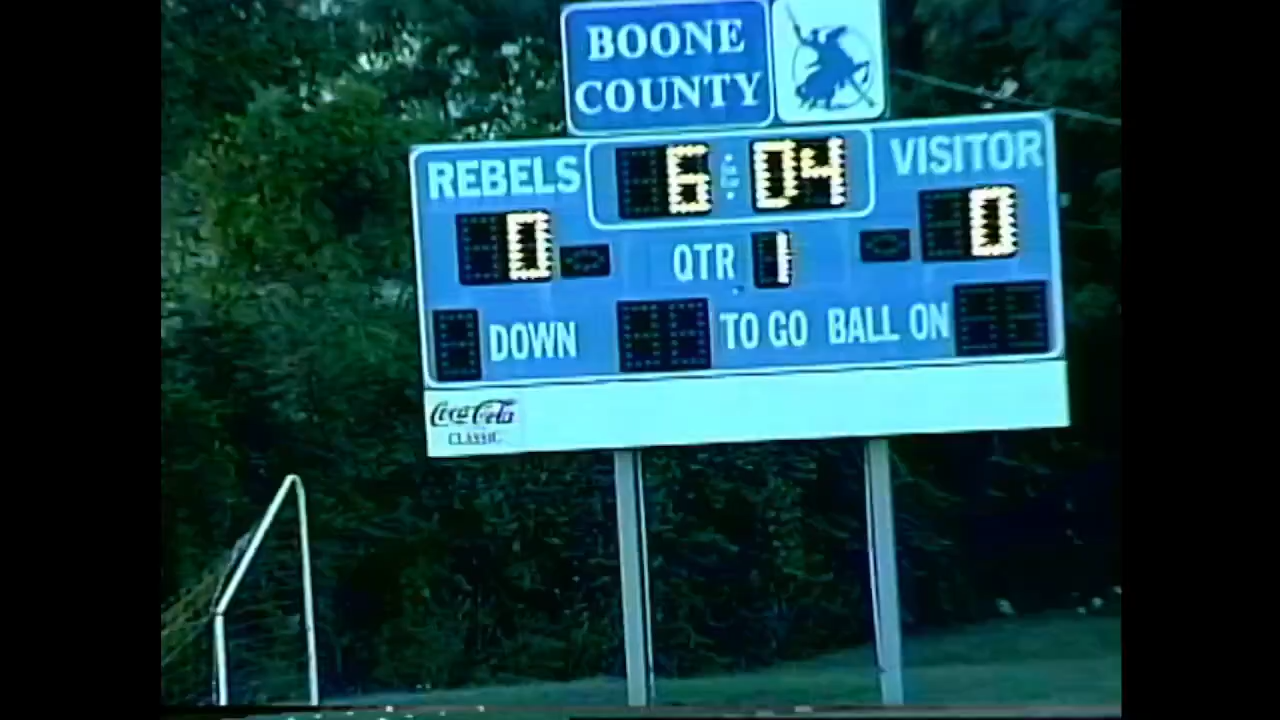 BOONE
COUNTY
REBELS
6:04
VISITOR
0
QTR 1
0
DOWN
TO GO
BALL ON
Coca-Cola
CLASSIC